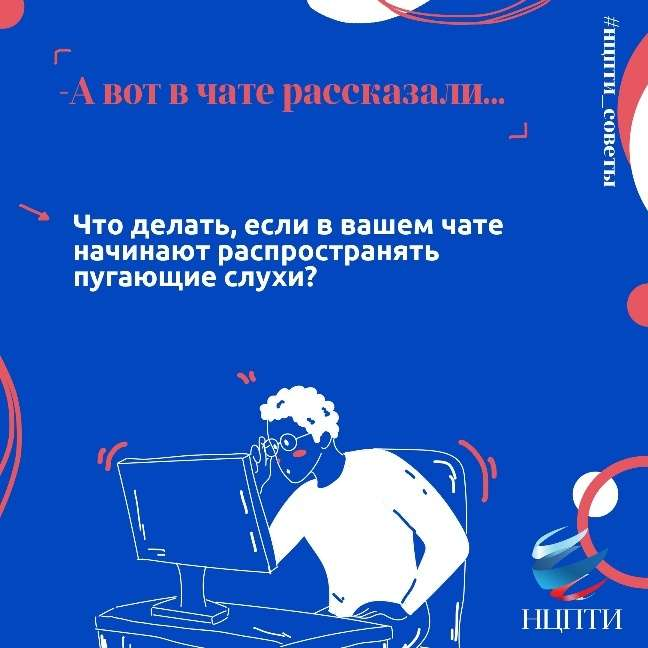 -А вот в чате рассказали...
#нцпти_советы
Что делать, если в вашем чате
начинают распространять
пугающие слухи?
НЦПТИ